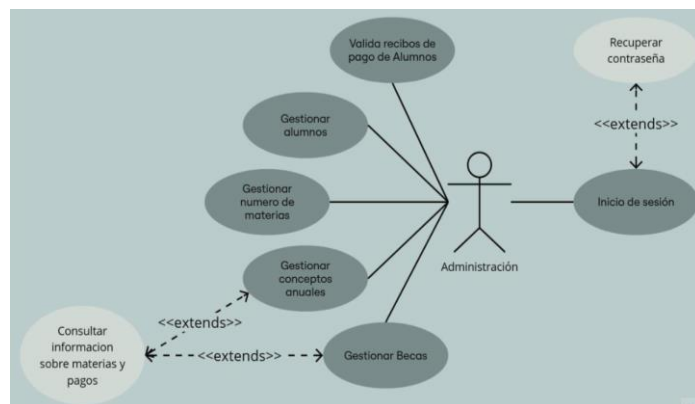 Valida recibos de
pago de Alumnos
Recuperar
contraseña
Gestionar
alumnos
<<extends>>
Gestionar
numero de
materias
Inicio de sesión
Administración
Gestionar
conceptos
anuales
<<extends>>
Consultar
informacion
sobre materias y
pagos
<<extends>>
Gestionar Becas